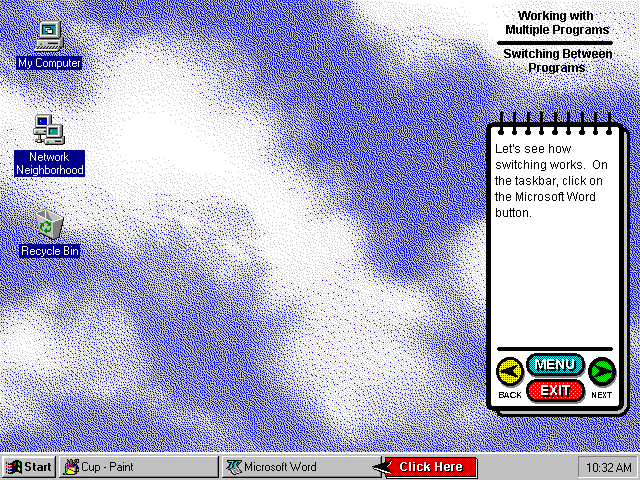 Working with
Multiple Programs
Switching Between
Programs
My Computer
Network
Neighborhood
Recycle Bin
Let's see how
switching works.  On
the taskbar, click on
the Microsoft Word
button.
MENU
EXIT
BACK
NEXT
Start
Cup - Paint
Microsoft Word
Click Here
10:32 AM